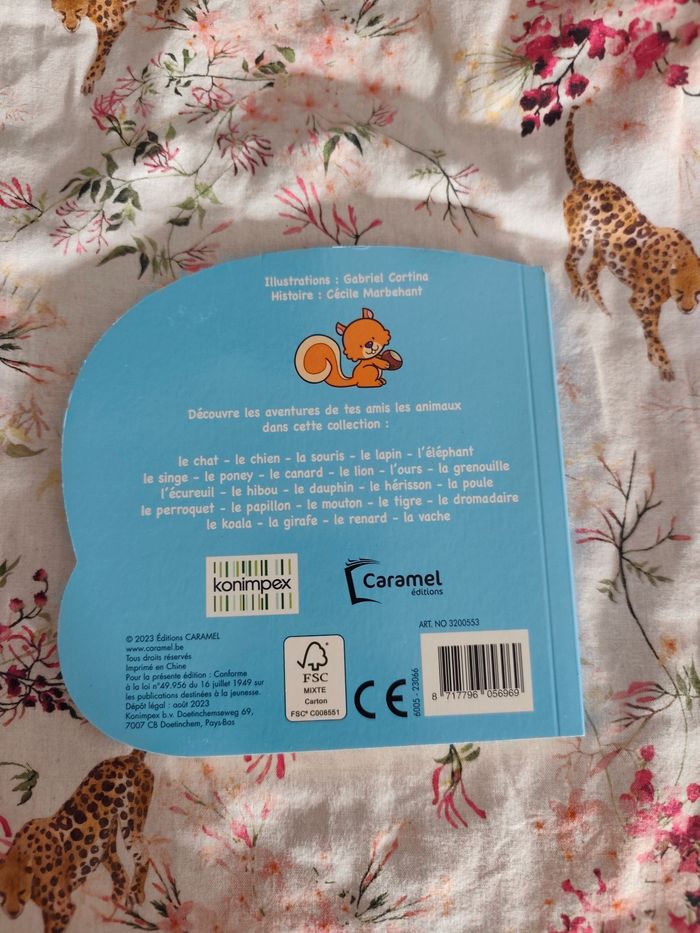 Illustrations : Gabriel Cortina
Histoire : Cécile Marbehant
Découvre les aventures de tes amis les animaux
dans cette collection :
le chat - le chien - la souris - le lapin - l'éléphant
le singe - le poney - le canard - le lion - l'ours - la grenouille
l'écureuil - le hibou - le dauphin - le hérisson - la poule
le perroquet - le papillon - le mouton - le tigre - le dromadaire
le koala - la girafe - le renard - la vache
konimpex
Caramel
éditions
ART. NO 3200553
© 2023 Éditions CARAMEL
www.caramel.be
Tous droits réservés
Imprimé en Chine
Pour la présente édition : Conforme
à la loi n°49.956 du 16 juillet 1949 sur
les publications destinées à la jeunesse.
Dépôt légal : août 2023
Konimpex b.v. Doetinchemseweg 69,
7007 CB Doetinchem, Pays-Bas
FSC
MIXTE
Carton
FSC® C008551
CE
6005 - 23066
8 717796 056969